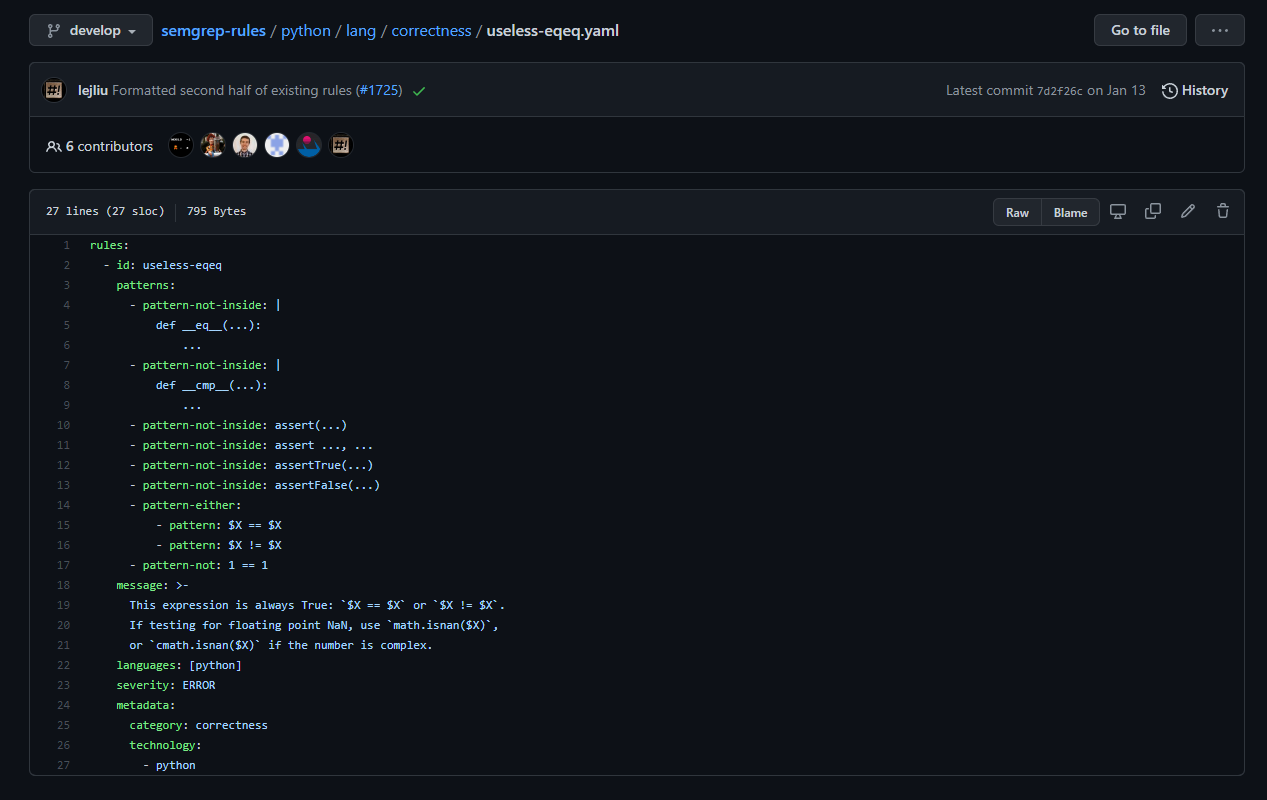 develop semgrep-rules / python / lang / correctness / useless-eqeq.yaml Go to file ...
lejliu Formatted second half of existing rules (#1725) Latest commit 7d2f26c on Jan 13 History
6 contributors
27 lines (27 sloc) 795 Bytes Raw Blame
1 rules:
2   - id: useless-eqeq
3     patterns:
4       - pattern-not-inside: |
5           def __eq__(...):
6               ...
7       - pattern-not-inside: |
8           def __cmp__(...):
9               ...
10       - pattern-not-inside: assert(...)
11       - pattern-not-inside: assert ..., ...
12       - pattern-not-inside: assertTrue(...)
13       - pattern-not-inside: assertFalse(...)
14       - pattern-either:
15           - pattern: $X == $X
16           - pattern: $X != $X
17       - pattern-not: 1 == 1
18     message: >-
19       This expression is always True: `$X == $X` or `$X != $X`.
20       If testing for floating point NaN, use `math.isnan($X)`,
21       or `cmath.isnan($X)` if the number is complex.
22     languages: [python]
23     severity: ERROR
24     metadata:
25       category: correctness
26       technology:
27         - python